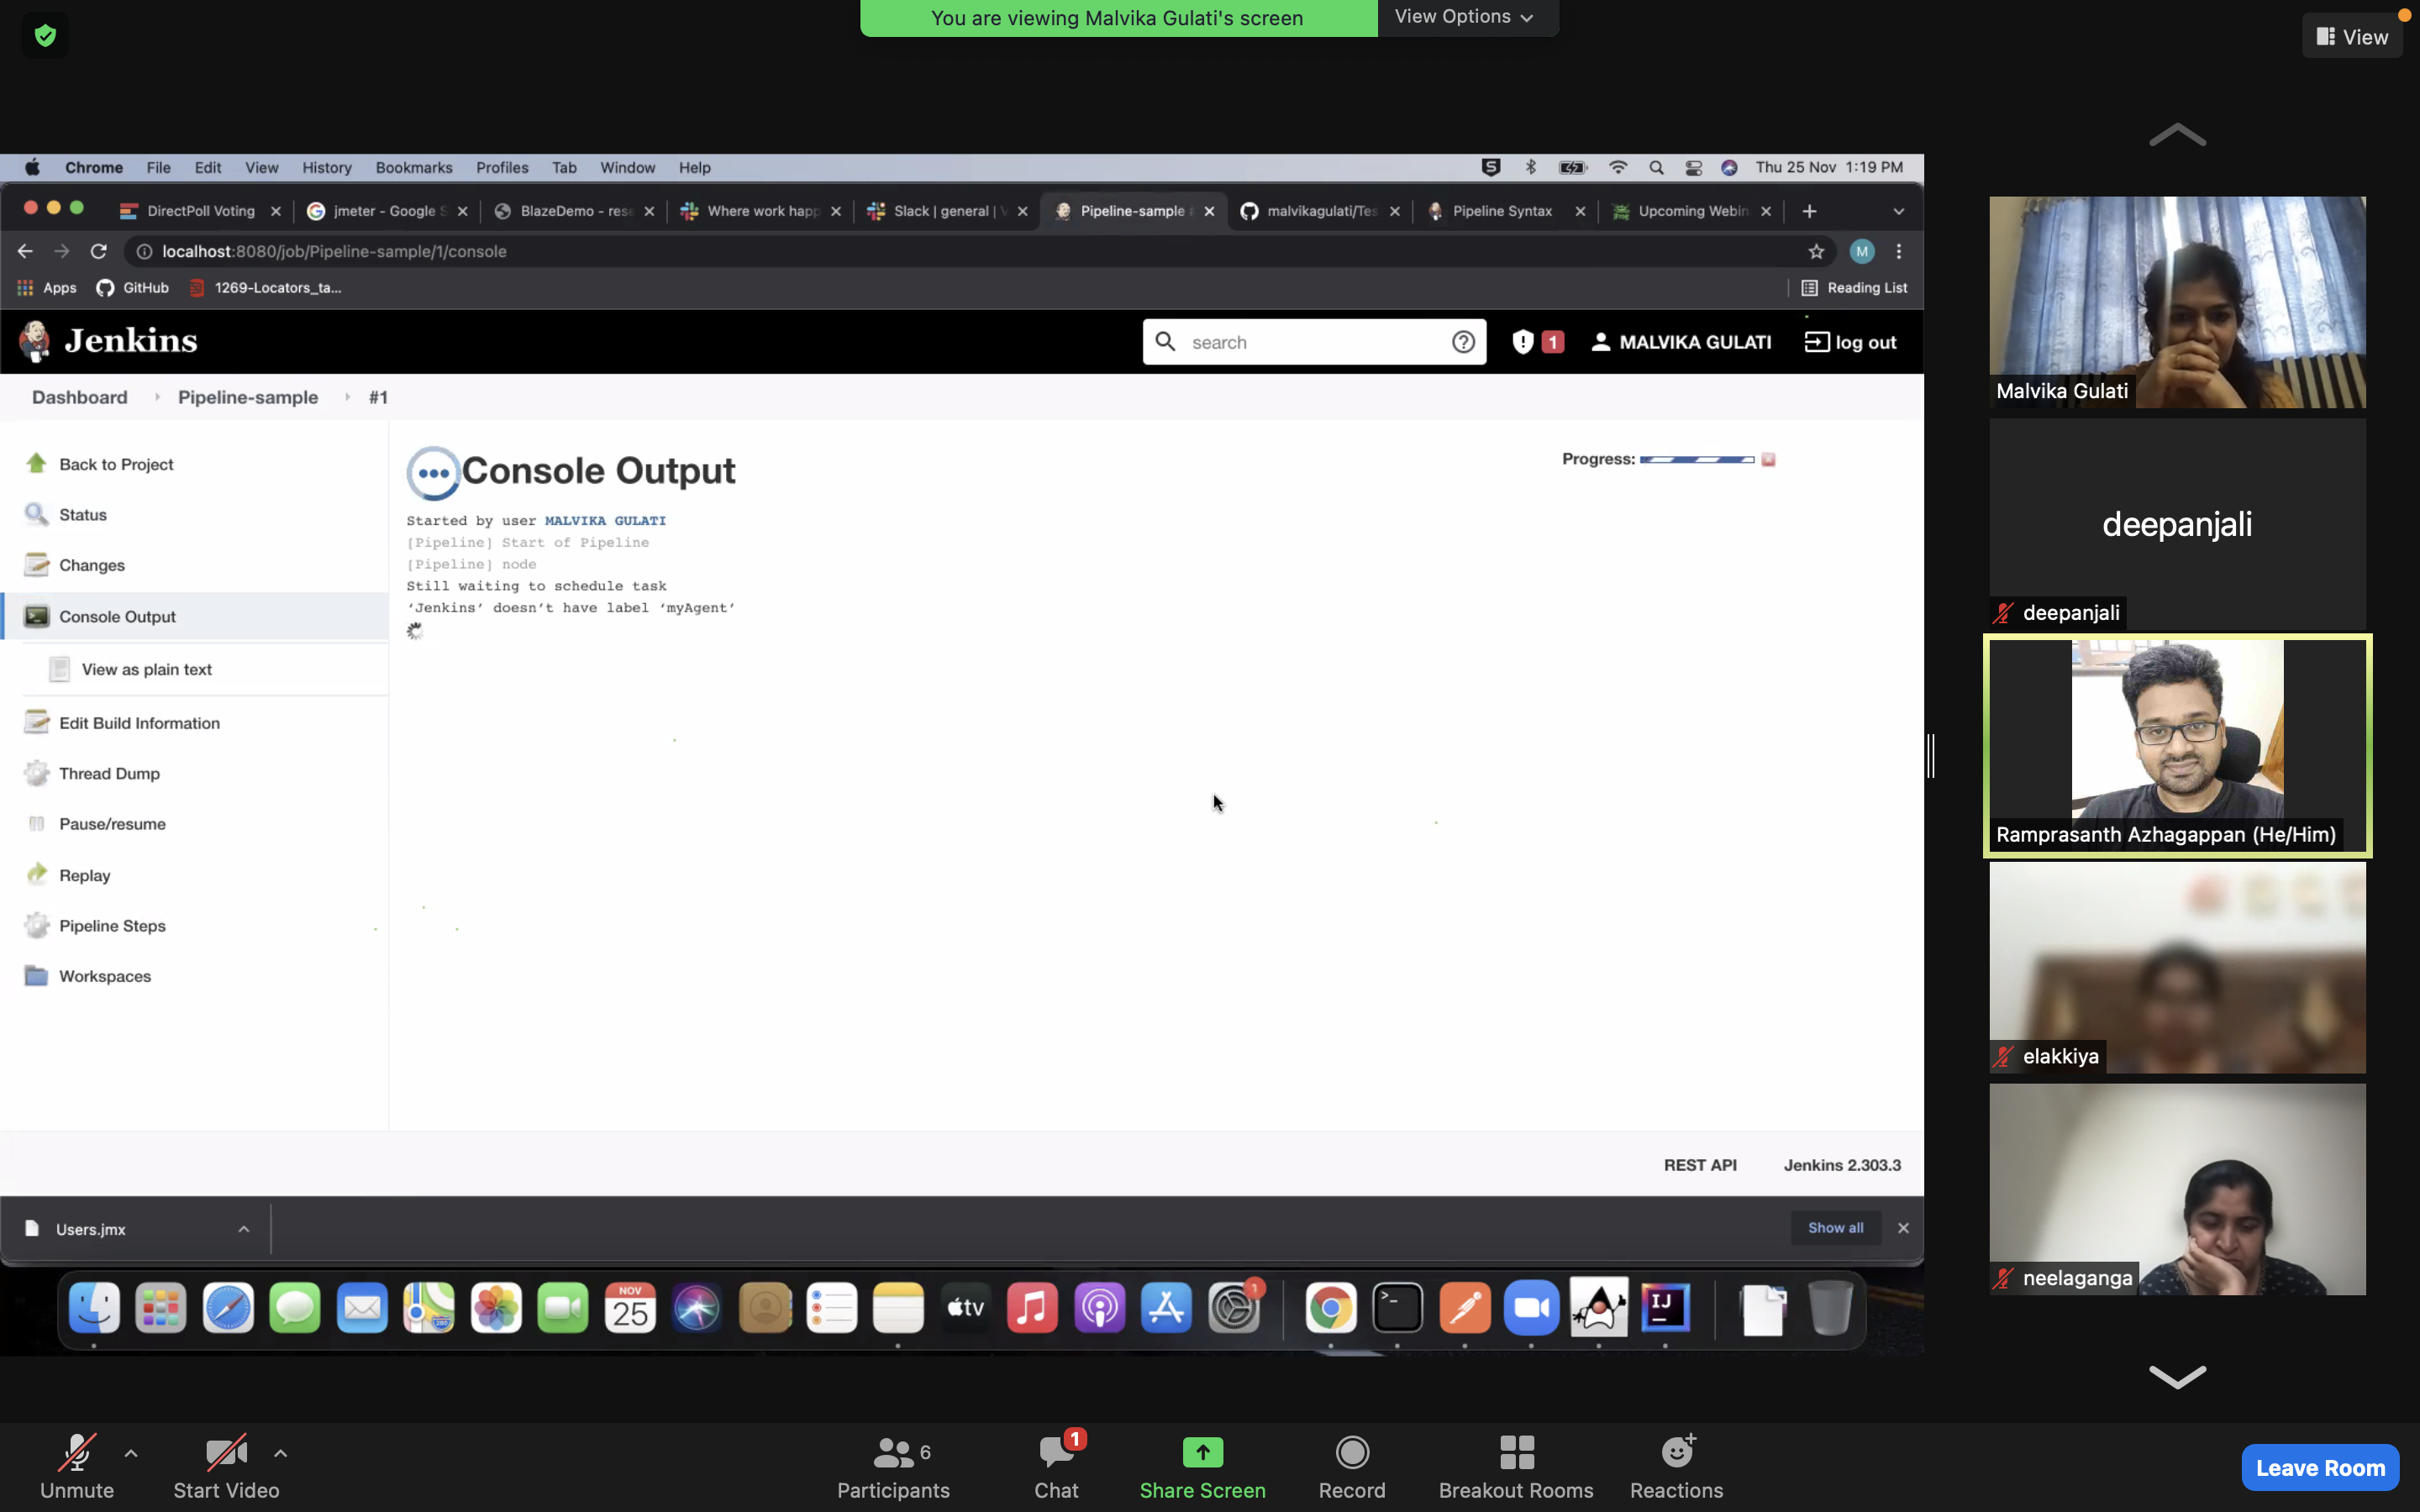 You are viewing Malvika Gulati's screen
View Options
View
Chrome File Edit View History Bookmarks Profiles Tab Window Help
Thu 25 Nov 1:19 PM
DirectPoll Voting
jmeter - Google S
BlazeDemo - rese
Where work happ
Slack | general |
Pipeline-sample
malvikagulati/Tes
Pipeline Syntax
Upcoming Webin
localhost:8080/job/Pipeline-sample/1/console
M
Apps
GitHub
1269-Locators_ta...
Reading List
Jenkins
search
1
MALVIKA GULATI
log out
Dashboard
Pipeline-sample
#1
Back to Project
Status
Changes
Console Output
View as plain text
Edit Build Information
Thread Dump
Pause/resume
Replay
Pipeline Steps
Workspaces
Console Output
Progress:
Started by user MALVIKA GULATI
[Pipeline] Start of Pipeline
[Pipeline] node
Still waiting to schedule task
‘Jenkins’ doesn’t have label ‘myAgent’
REST API
Jenkins 2.303.3
Users.jmx
Show all
NOV
25
tv
1
IJ
Malvika Gulati
deepanjali
deepanjali
Ramprasanth Azhagappan (He/Him)
elakkiya
neelaganga
Unmute
Start Video
6
Participants
1
Chat
Share Screen
Record
Breakout Rooms
Reactions
Leave Room